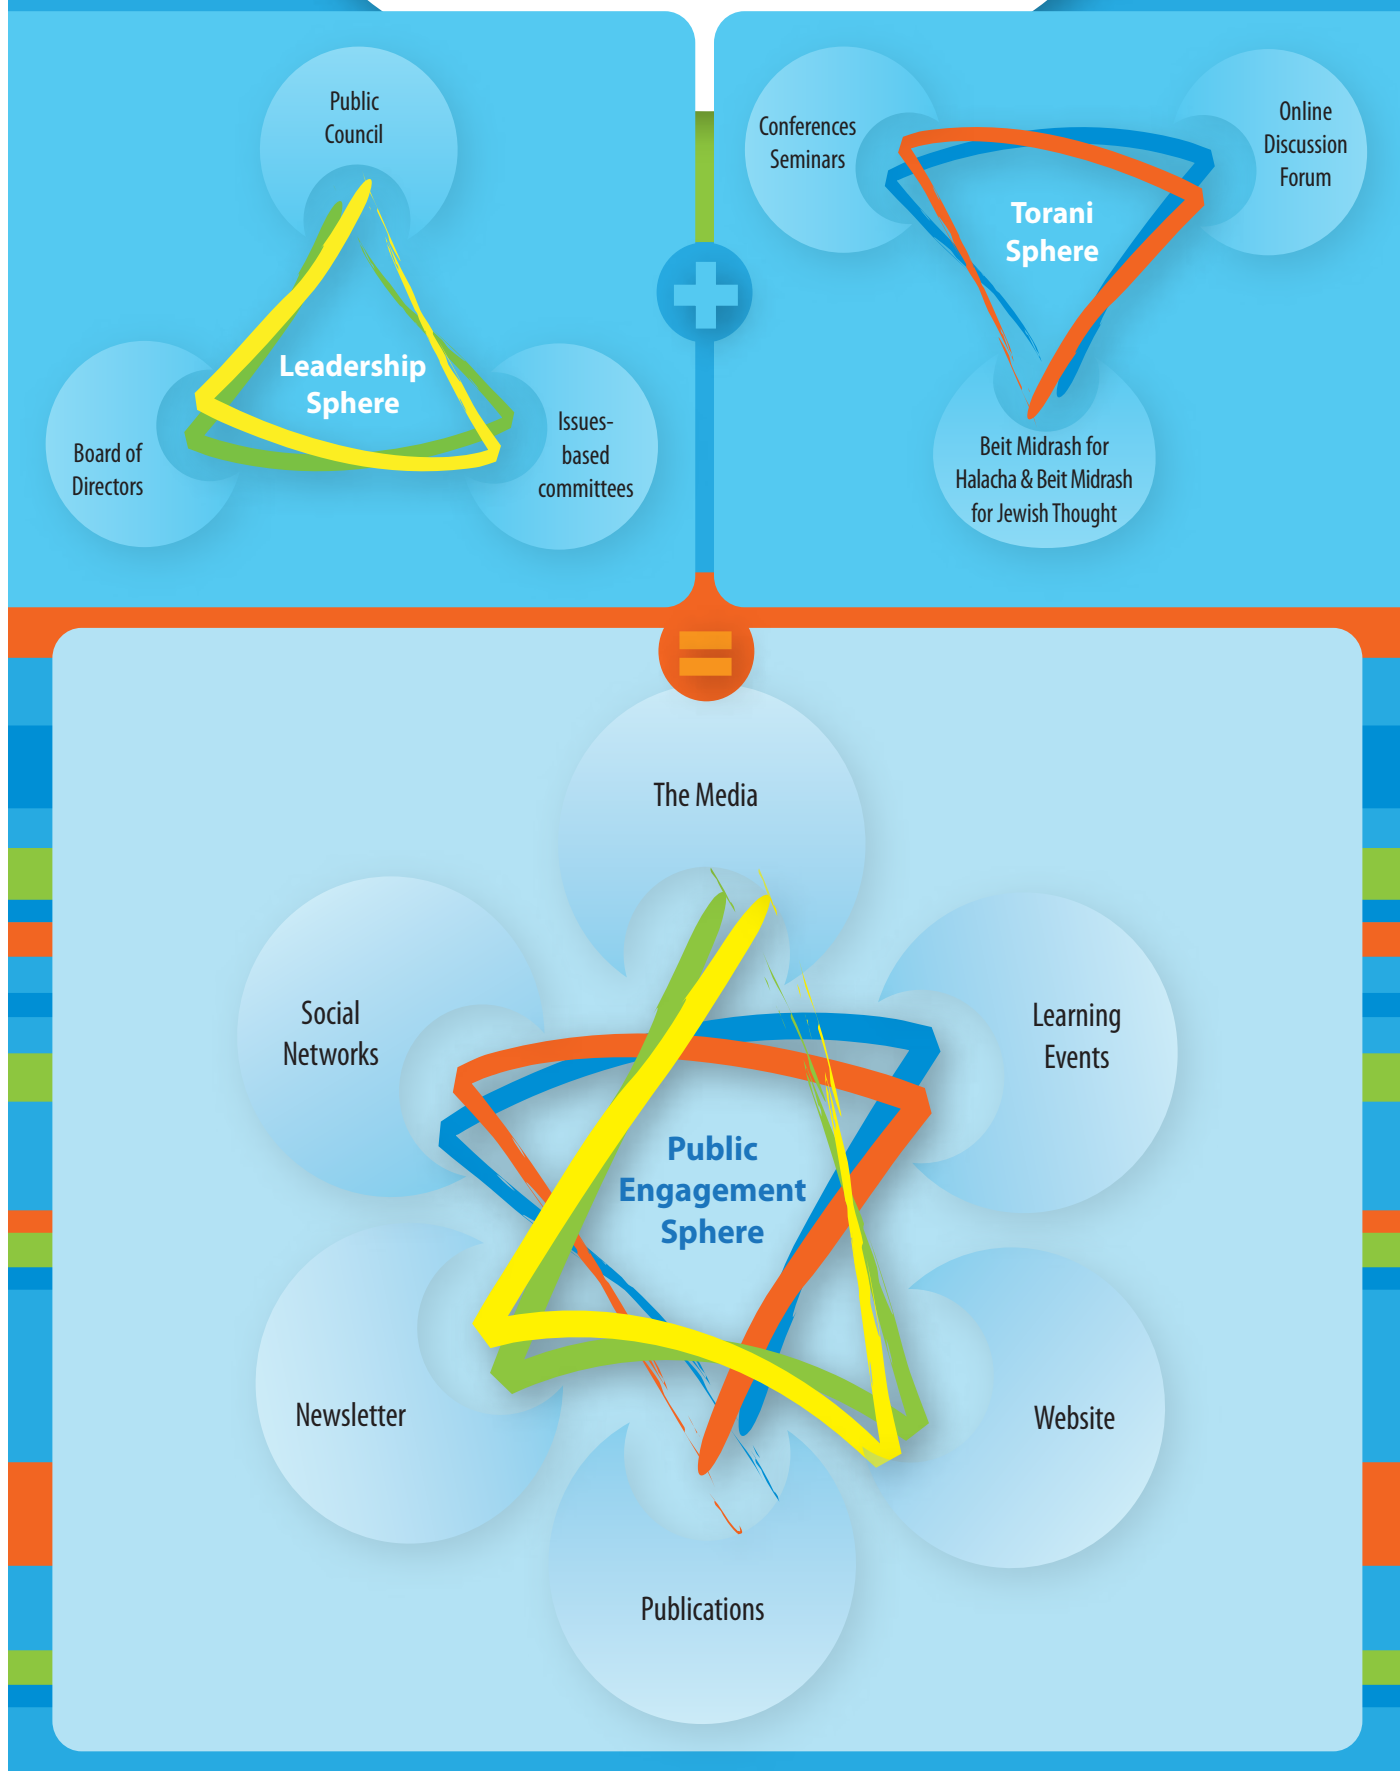 Public
Council
Leadership
Sphere
Board of
Directors
Issues-
based
committees
+
Conferences
Seminars
Online
Discussion
Forum
Torani
Sphere
Beit Midrash for
Halacha & Beit Midrash
for Jewish Thought
=
The Media
Social
Networks
Learning
Events
Public
Engagement
Sphere
Newsletter
Website
Publications